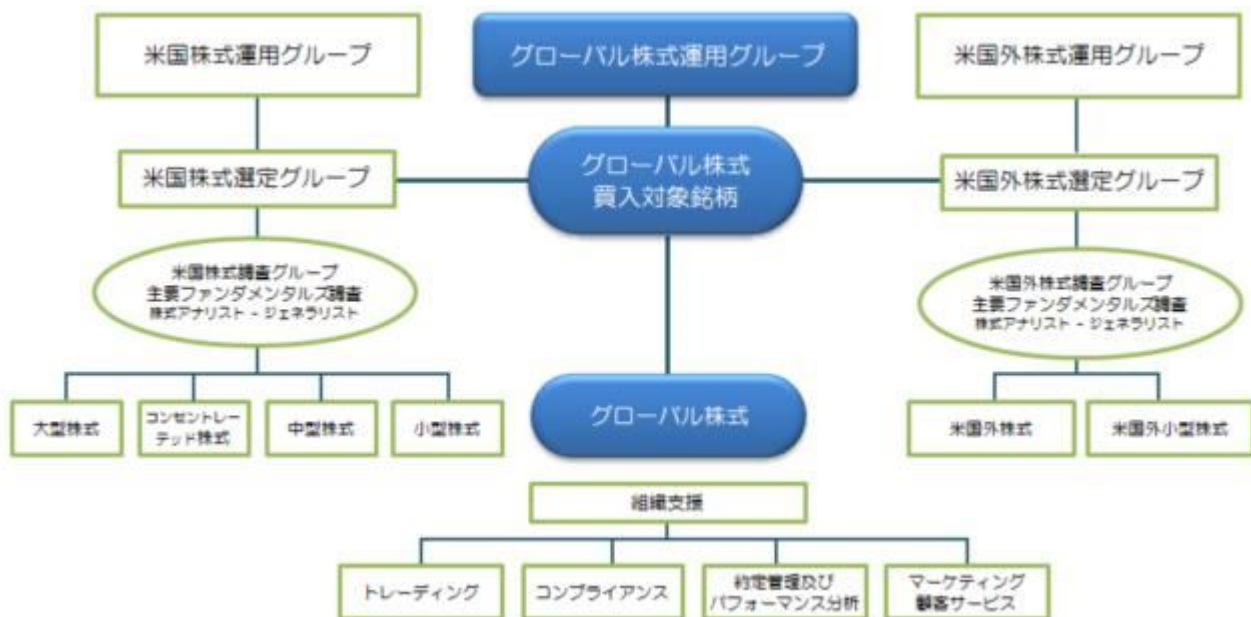 米国株式運用グループ
グローバル株式運用グループ
米国外株式運用グループ
米国株式選定グループ
グローバル株式
買入対象銘柄
米国外株式選定グループ
米国株式調査グループ
主要ファンダメンタルズ調査
株式アナリスト - ジェネラリスト
米国外株式調査グループ
主要ファンダメンタルズ調査
株式アナリスト - ジェネラリスト
大型株式
コンセントレー
テッド株式
中型株式
小型株式
グローバル株式
米国外株式
米国外小型株式
組織支援
トレーディング
コンプライアンス
約定管理及び
パフォーマンス分析
マーケティング
顧客サービス